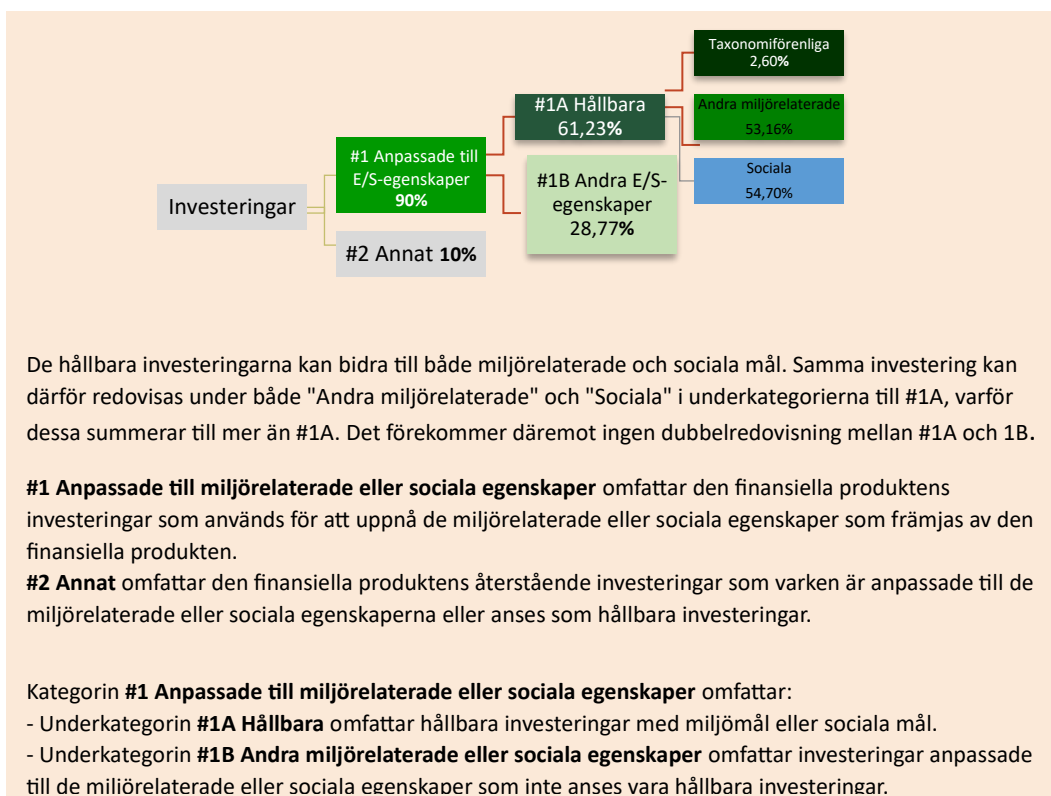 Taxonomiförenliga
2,60%
#1A Hållbara
61,23%
Andra miljörelaterade
53,16%
#1 Anpassade till
E/S-egenskaper
90%
#1B Andra E/S-
egenskaper
28,77%
Sociala
54,70%
Investeringar
#2 Annat 10%
De hållbara investeringarna kan bidra till både miljörelaterade och sociala mål. Samma investering kan
därför redovisas under både "Andra miljörelaterade" och "Sociala" i underkategorierna till #1A, varför
dessa summerar till mer än #1A. Det förekommer däremot ingen dubbelredovisning mellan #1A och 1B.
#1 Anpassade till miljörelaterade eller sociala egenskaper omfattar den finansiella produktens
investeringar som används för att uppnå de miljörelaterade eller sociala egenskaper som främjas av den
finansiella produkten.
#2 Annat omfattar den finansiella produktens återstående investeringar som varken är anpassade till de
miljörelaterade eller sociala egenskaperna eller anses som hållbara investeringar.
Kategorin #1 Anpassade till miljörelaterade eller sociala egenskaper omfattar:
- Underkategorin #1A Hållbara omfattar hållbara investeringar med miljömål eller sociala mål.
- Underkategorin #1B Andra miljörelaterade eller sociala egenskaper omfattar investeringar anpassade
till de miljörelaterade eller sociala egenskaper som inte anses vara hållbara investeringar.